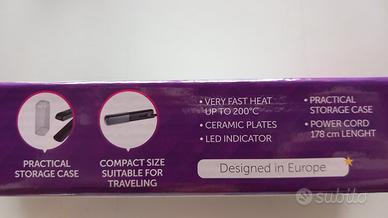 PRACTICAL
STORAGE CASE
COMPACT SIZE
SUITABLE FOR
TRAVELING
• VERY FAST HEAT
UP TO 200°C
• CERAMIC PLATES
• LED INDICATOR
• PRACTICAL
STORAGE CASE
• POWER CORD
178 cm LENGHT
Designed in Europe
subito